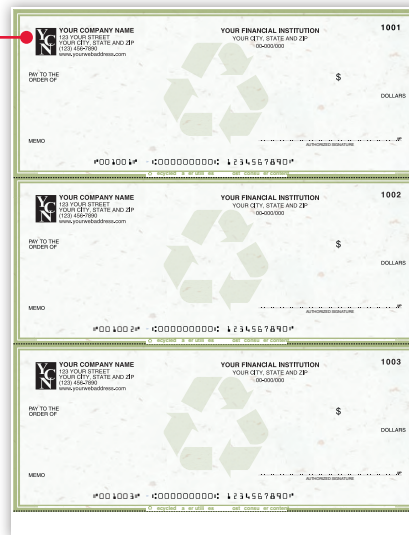 YCN
YOUR COMPANY NAME
123 YOUR STREET
YOUR CITY, STATE AND ZIP
(123) 456-7890
www.yourwebaddress.com
YOUR FINANCIAL INSTITUTION
YOUR CITY, STATE AND ZIP
00-000/000
1001
PAY TO THE
ORDER OF
$
DOLLARS
MEMO
AUTHORIZED SIGNATURE
⑈001001⑈ ⑆000000000⑆ 1234567890⑈
YCN
YOUR COMPANY NAME
123 YOUR STREET
YOUR CITY, STATE AND ZIP
(123) 456-7890
www.yourwebaddress.com
YOUR FINANCIAL INSTITUTION
YOUR CITY, STATE AND ZIP
00-000/000
1002
PAY TO THE
ORDER OF
$
DOLLARS
MEMO
AUTHORIZED SIGNATURE
⑈001002⑈ ⑆000000000⑆ 1234567890⑈
YCN
YOUR COMPANY NAME
123 YOUR STREET
YOUR CITY, STATE AND ZIP
(123) 456-7890
www.yourwebaddress.com
YOUR FINANCIAL INSTITUTION
YOUR CITY, STATE AND ZIP
00-000/000
1003
PAY TO THE
ORDER OF
$
DOLLARS
MEMO
AUTHORIZED SIGNATURE
⑈001003⑈ ⑆000000000⑆ 1234567890⑈